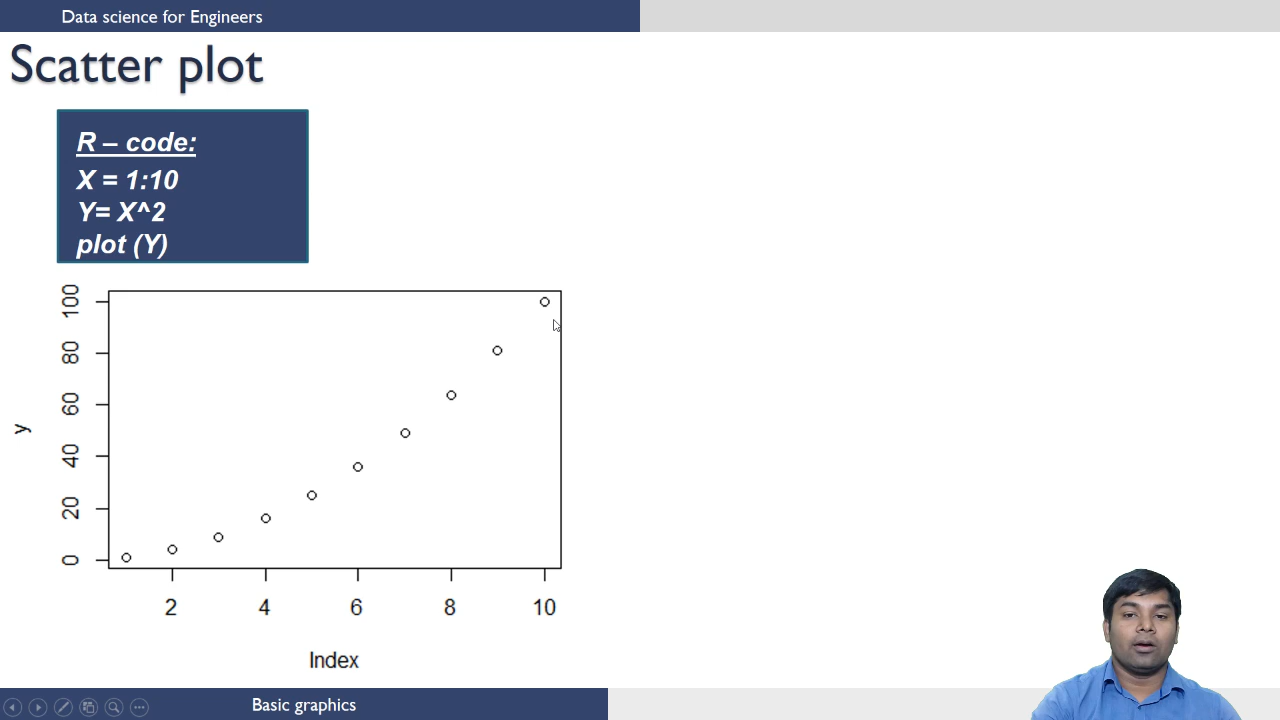 Data science for Engineers
Scatter plot
R – code:
X = 1:10
Y= X^2
plot (Y)
100
80
60
40
20
0
y
2 4 6 8 10
Index
Basic graphics